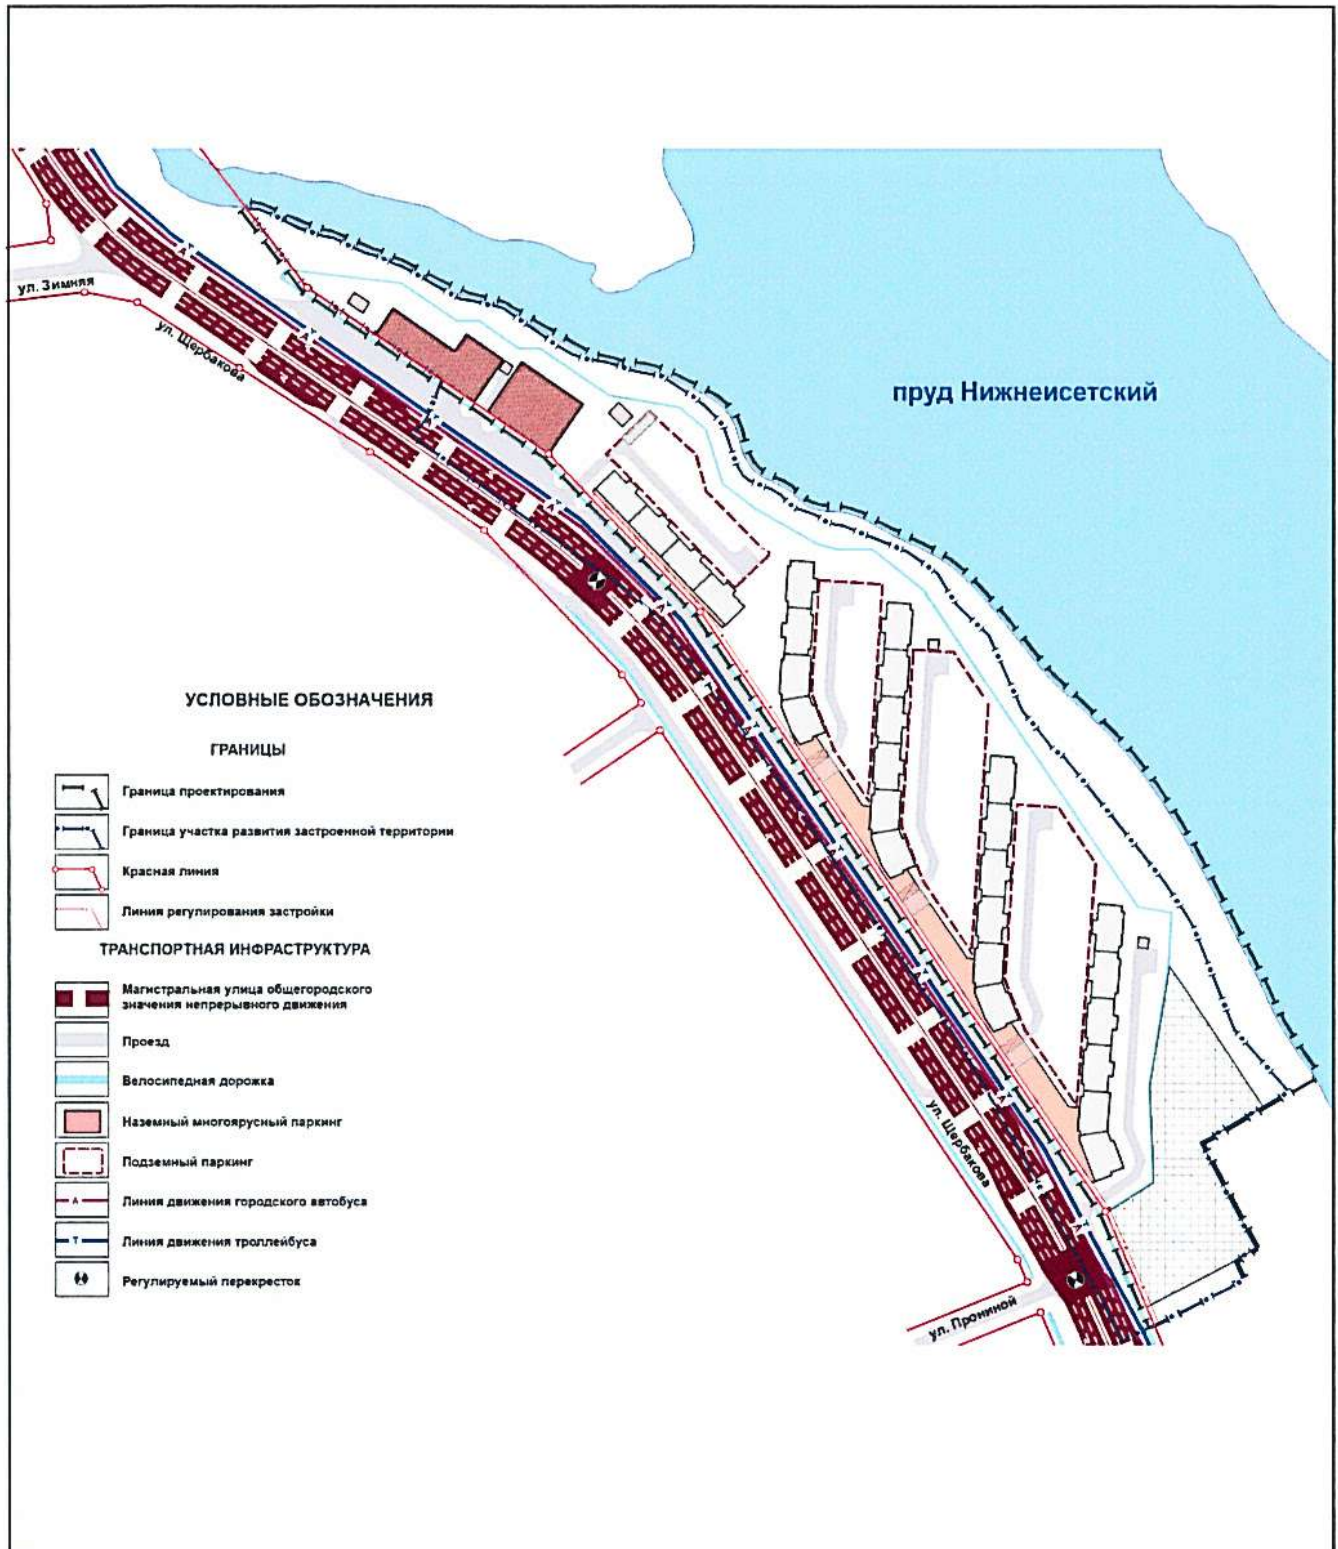 ул. Зимняя
ул. Щербакова
пруд Нижнеисетский
УСЛОВНЫЕ ОБОЗНАЧЕНИЯ
ГРАНИЦЫ
Граница проектирования
Граница участка развития застроенной территории
Красная линия
Линия регулирования застройки
ТРАНСПОРТНАЯ ИНФРАСТРУКТУРА
Магистральная улица общегородского
значения непрерывного движения
Проезд
Велосипедная дорожка
Наземный многоярусный паркинг
Подземный паркинг
А Линия движения городского автобуса
Т Линия движения троллейбуса
Регулируемый перекресток
ул. Щербакова
ул. Прониной